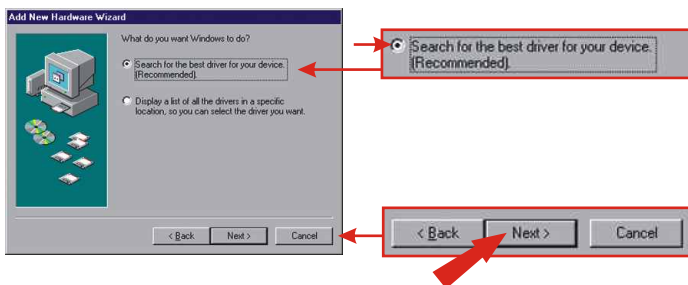 Add New Hardware Wizard
What do you want Windows to do?
Search for the best driver for your device.
(Recommended).
Display a list of all the drivers in a specific
location, so you can select the driver you want.
< Back Next > Cancel
Search for the best driver for your device.
(Recommended).
< Back Next > Cancel